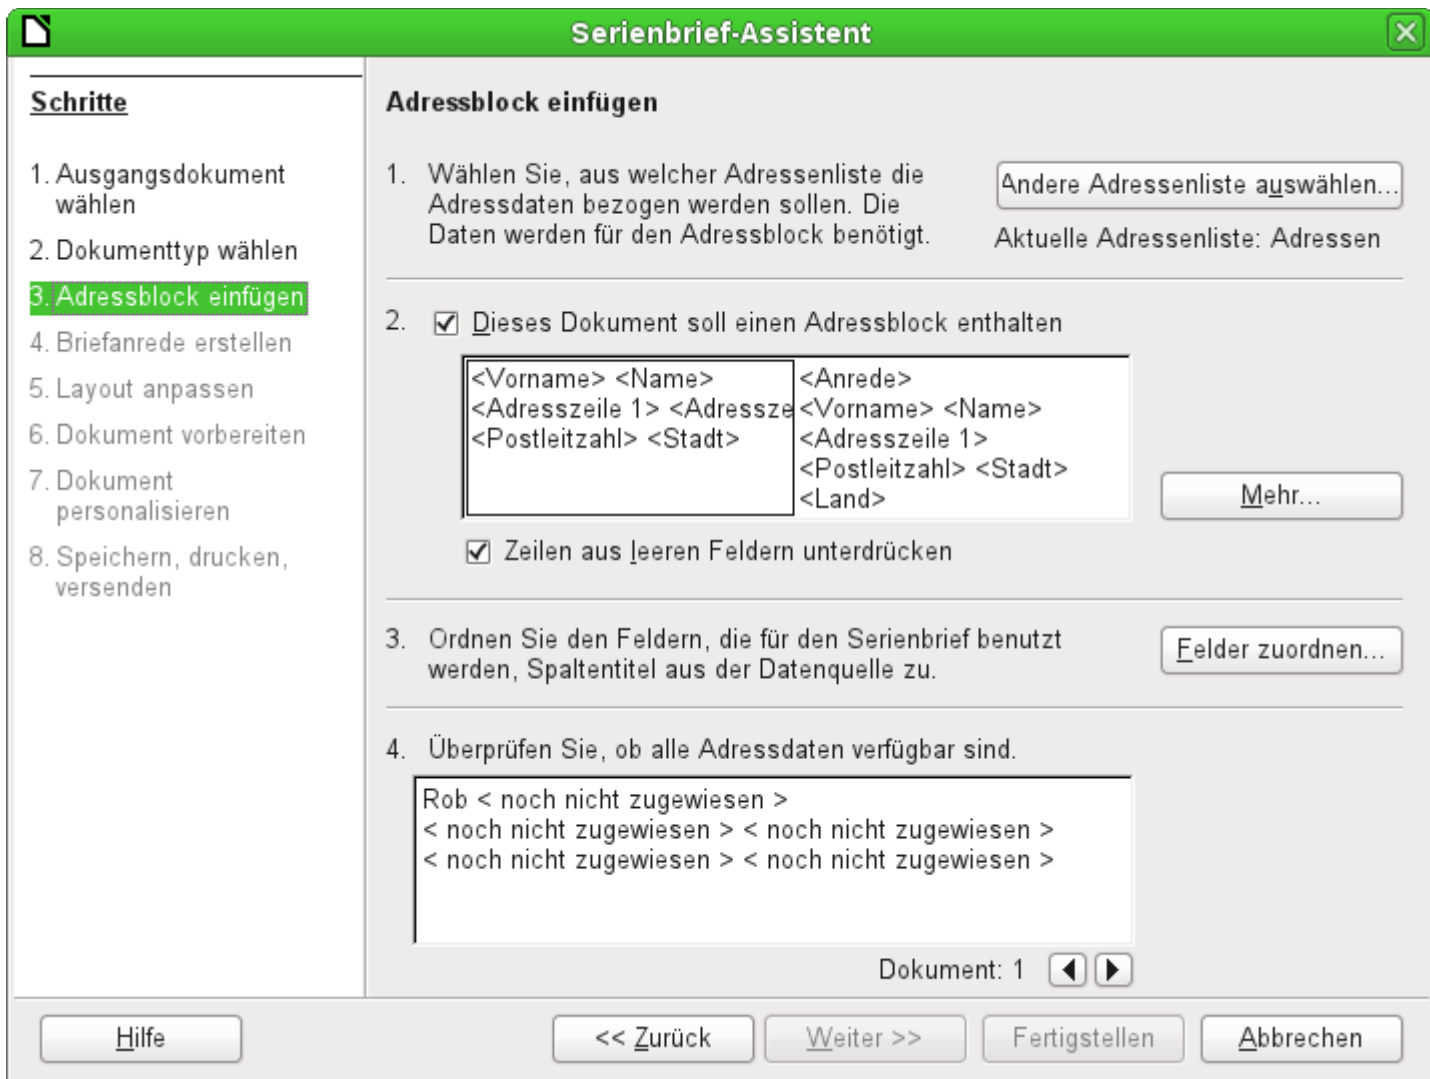 Serienbrief-Assistent
Schritte
1. Ausgangsdokument
wählen
2. Dokumenttyp wählen
3. Adressblock einfügen
4. Briefanrede erstellen
5. Layout anpassen
6. Dokument vorbereiten
7. Dokument
personalisieren
8. Speichern, drucken,
versenden
Adressblock einfügen
1. Wählen Sie, aus welcher Adressenliste die
Adressdaten bezogen werden sollen. Die
Daten werden für den Adressblock benötigt.
Andere Adressenliste auswählen...
Aktuelle Adressenliste: Adressen
2. Dieses Dokument soll einen Adressblock enthalten
<Vorname> <Name>
<Adresszeile 1> <Adressze
<Postleitzahl> <Stadt>
<Anrede>
<Vorname> <Name>
<Adresszeile 1>
<Postleitzahl> <Stadt>
<Land>
Mehr...
Zeilen aus leeren Feldern unterdrücken
3. Ordnen Sie den Feldern, die für den Serienbrief benutzt
werden, Spaltentitel aus der Datenquelle zu.
Felder zuordnen...
4. Überprüfen Sie, ob alle Adressdaten verfügbar sind.
Rob < noch nicht zugewiesen >
< noch nicht zugewiesen > < noch nicht zugewiesen >
< noch nicht zugewiesen > < noch nicht zugewiesen >
Dokument: 1
Hilfe
<< Zurück
Weiter >>
Fertigstellen
Abbrechen